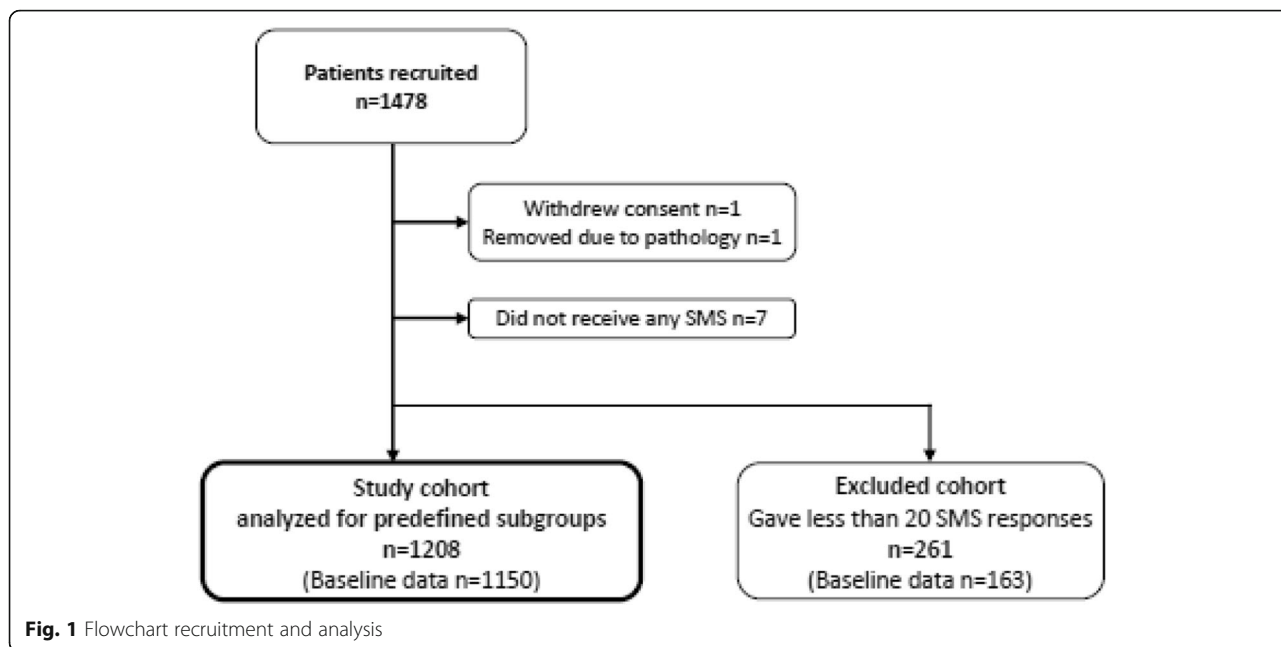 Patients recruited
n=1478
Withdrew consent n=1
Removed due to pathology n=1
Did not receive any SMS n=7
Study cohort
analyzed for predefined subgroups
n=1208
(Baseline data n=1150)
Excluded cohort
Gave less than 20 SMS responses
n=261
(Baseline data n=163)
Fig. 1 Flowchart recruitment and analysis